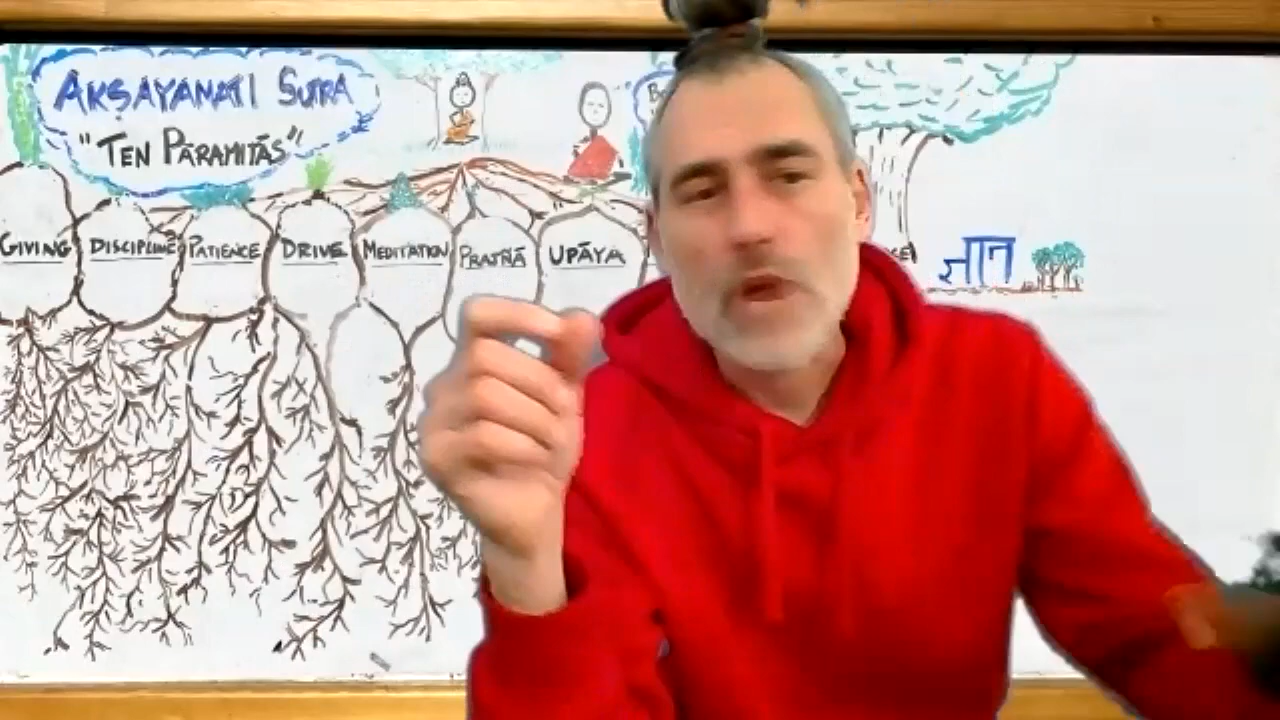 AKṢAYAMATI SUTRA
"TEN PĀRAMITĀS"
GIVING DISCIPLINE PATIENCE DRIVE MEDITATION PRAJÑĀ UPĀYA